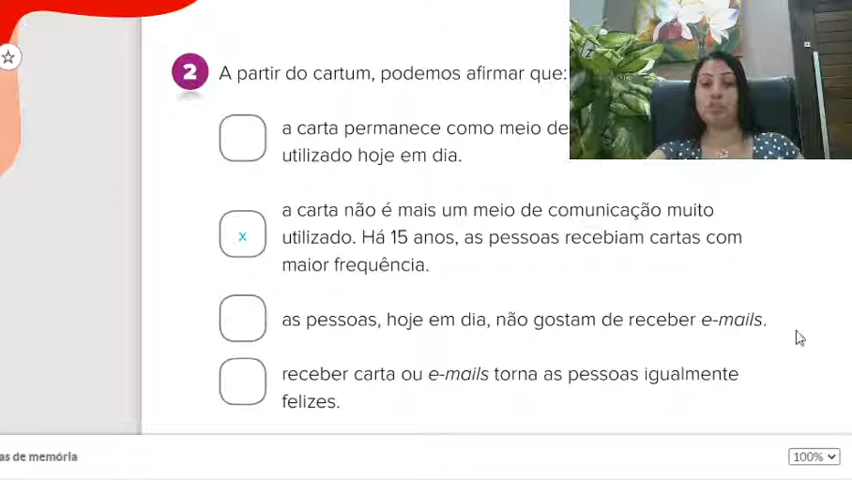 2 A partir do cartum, podemos afirmar que:
a carta permanece como meio de
utilizado hoje em dia.
a carta não é mais um meio de comunicação muito
x utilizado. Há 15 anos, as pessoas recebiam cartas com
maior frequência.
as pessoas, hoje em dia, não gostam de receber e-mails.
receber carta ou e-mails torna as pessoas igualmente
felizes.
as de memória
100%